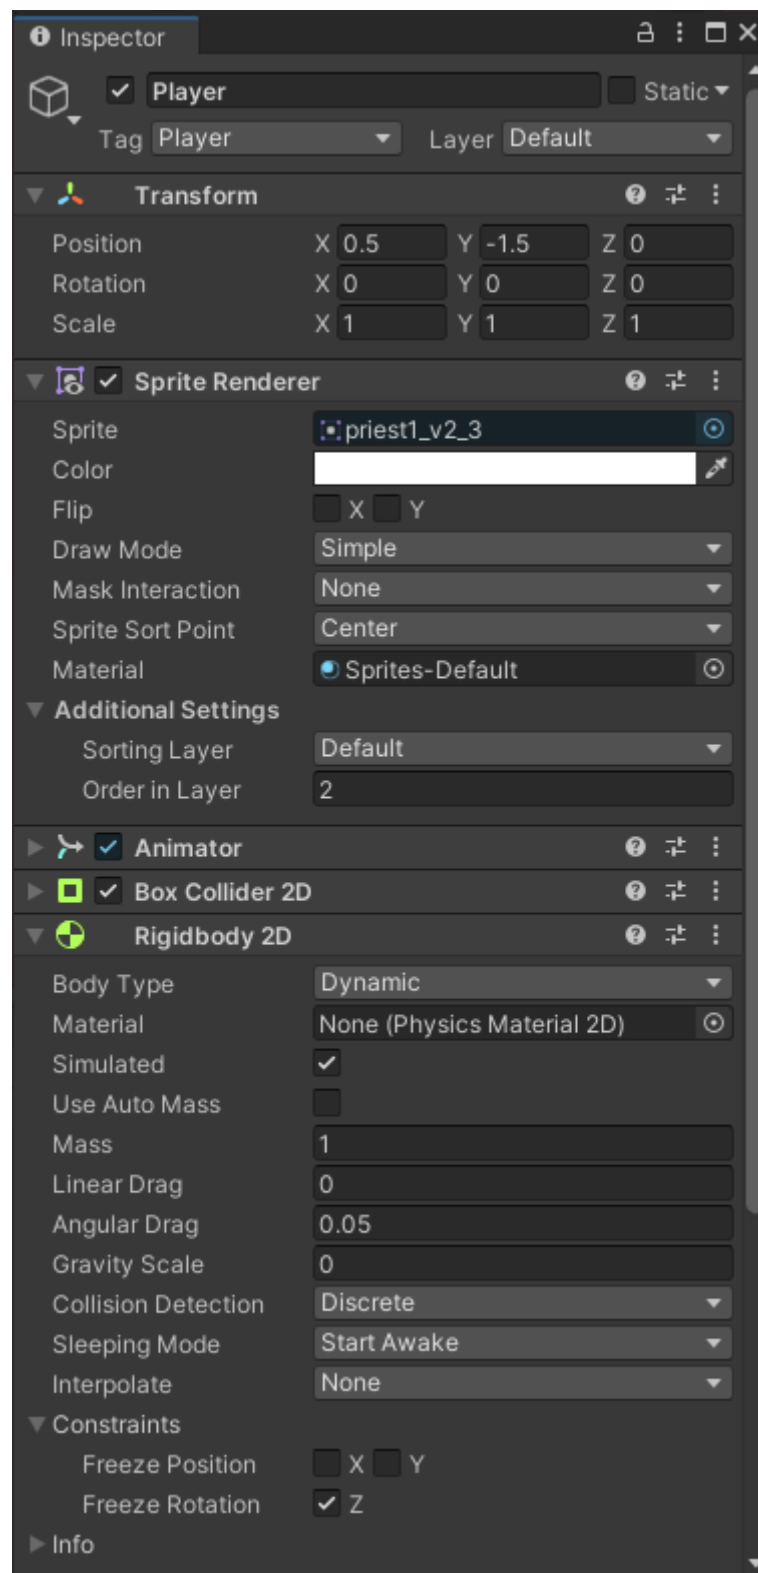 Inspector
Player Static
Tag Player Layer Default
Transform
Position X 0.5 Y -1.5 Z 0
Rotation X 0 Y 0 Z 0
Scale X 1 Y 1 Z 1
Sprite Renderer
Sprite priest1_v2_3
Color
Flip X Y
Draw Mode Simple
Mask Interaction None
Sprite Sort Point Center
Material Sprites-Default
Additional Settings
Sorting Layer Default
Order in Layer 2
Animator
Box Collider 2D
Rigidbody 2D
Body Type Dynamic
Material None (Physics Material 2D)
Simulated
Use Auto Mass
Mass 1
Linear Drag 0
Angular Drag 0.05
Gravity Scale 0
Collision Detection Discrete
Sleeping Mode Start Awake
Interpolate None
Constraints
Freeze Position X Y
Freeze Rotation Z
Info